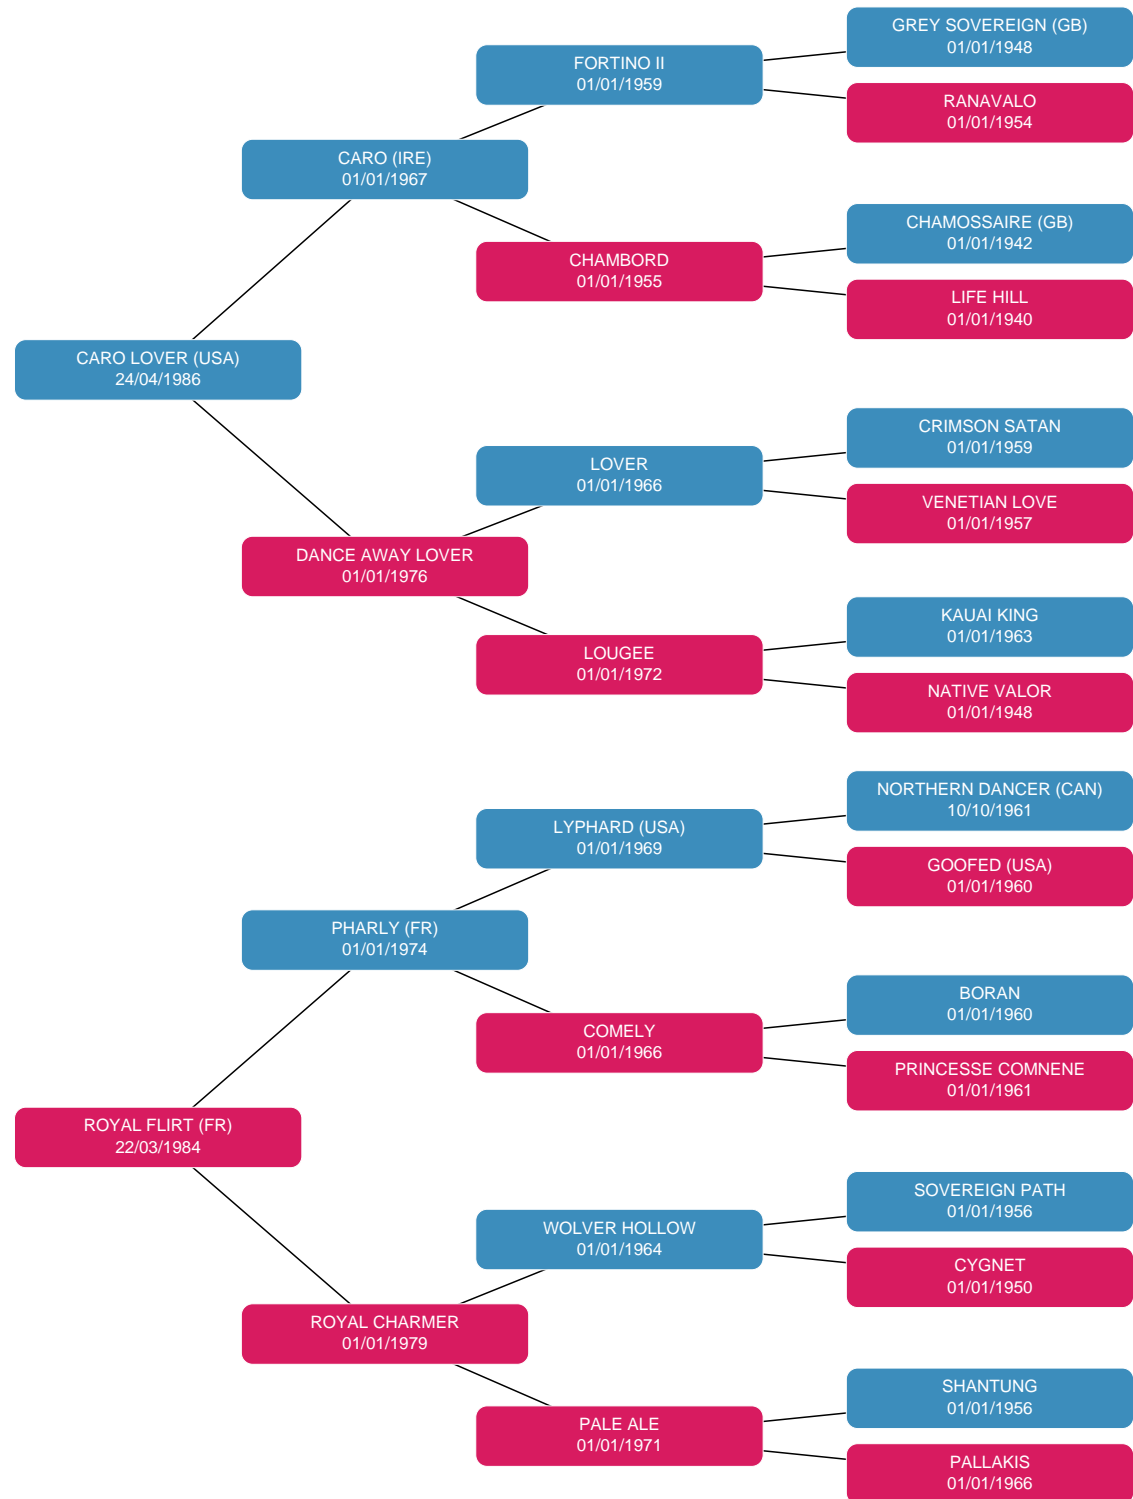 GREY SOVEREIGN (GB)
01/01/1948
FORTINO II
01/01/1959
RANAVALO
01/01/1954
CARO (IRE)
01/01/1967
CHAMOSSAIRE (GB)
01/01/1942
CHAMBORD
01/01/1955
LIFE HILL
01/01/1940
CARO LOVER (USA)
24/04/1986
CRIMSON SATAN
01/01/1959
LOVER
01/01/1966
VENETIAN LOVE
01/01/1957
DANCE AWAY LOVER
01/01/1976
KAUAI KING
01/01/1963
LOUGEE
01/01/1972
NATIVE VALOR
01/01/1948
NORTHERN DANCER (CAN)
10/10/1961
LYPHARD (USA)
01/01/1969
GOOFED (USA)
01/01/1960
PHARLY (FR)
01/01/1974
BORAN
01/01/1960
COMELY
01/01/1966
PRINCESSE COMNENE
01/01/1961
ROYAL FLIRT (FR)
22/03/1984
SOVEREIGN PATH
01/01/1956
WOLVER HOLLOW
01/01/1964
CYGNET
01/01/1950
ROYAL CHARMER
01/01/1979
SHANTUNG
01/01/1956
PALE ALE
01/01/1971
PALLAKIS
01/01/1966